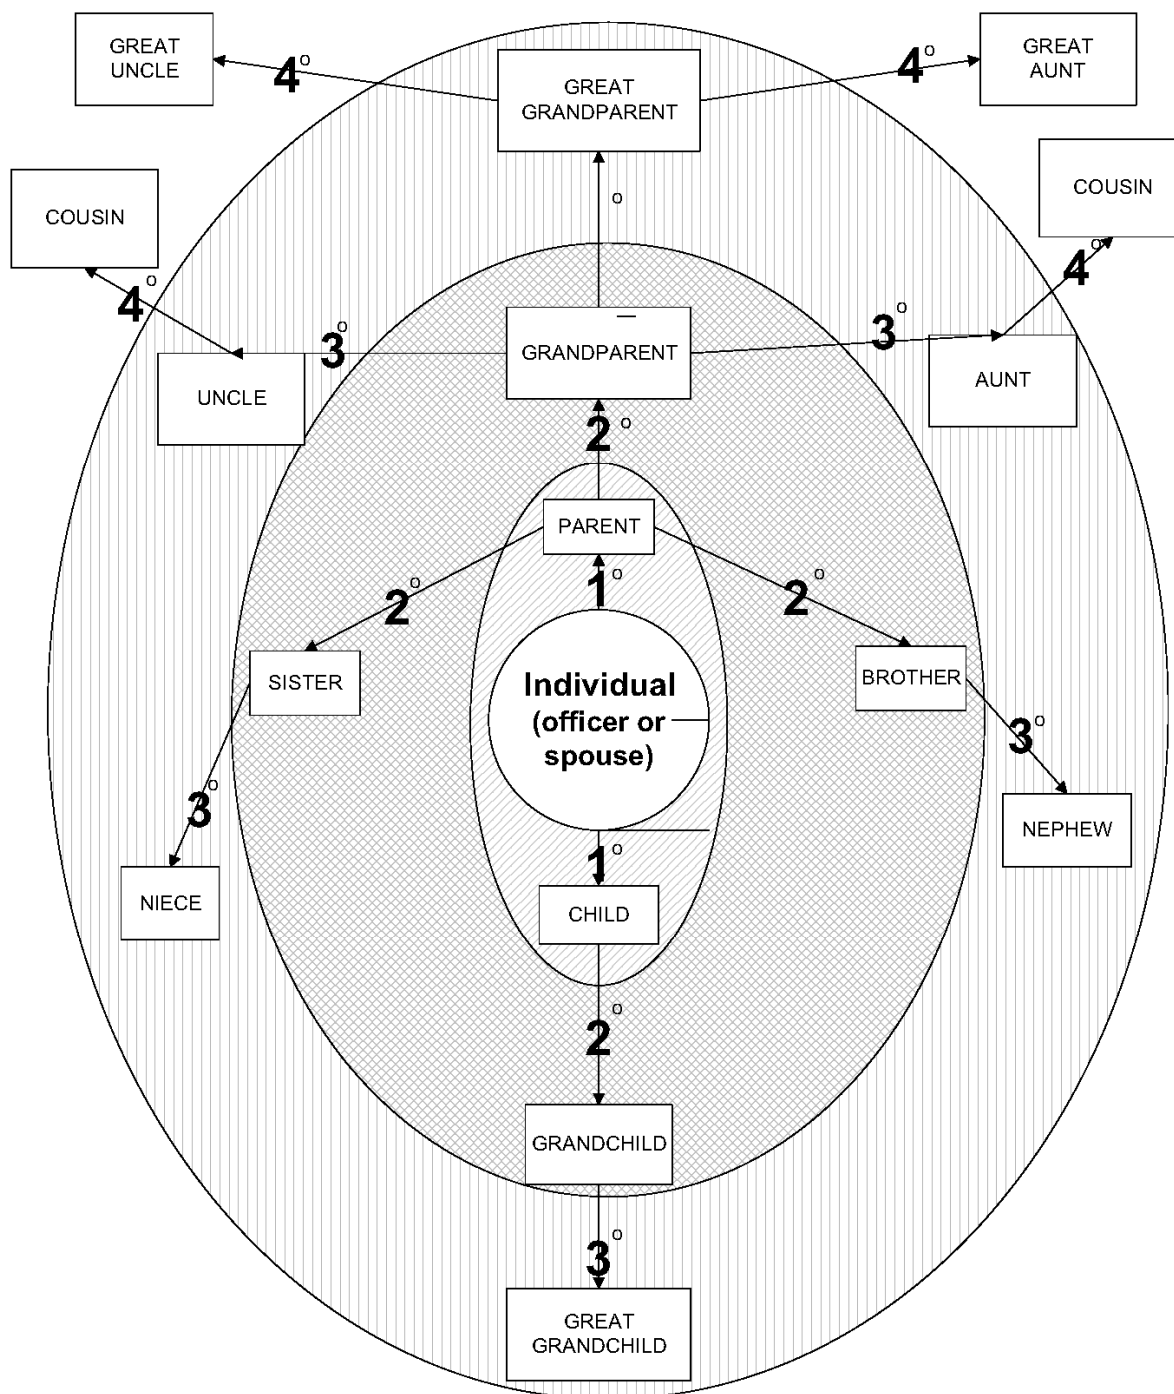 GREAT
UNCLE
4°
GREAT
GRANDPARENT
4°
GREAT
AUNT
COUSIN
COUSIN
°
4°
4°
UNCLE
3°
GRANDPARENT
3°
AUNT
2°
PARENT
1°
2°
2°
SISTER
BROTHER
Individual
(officer or
spouse)
3°
3°
NIECE
NEPHEW
1°
CHILD
2°
GRANDCHILD
3°
GREAT
GRANDCHILD